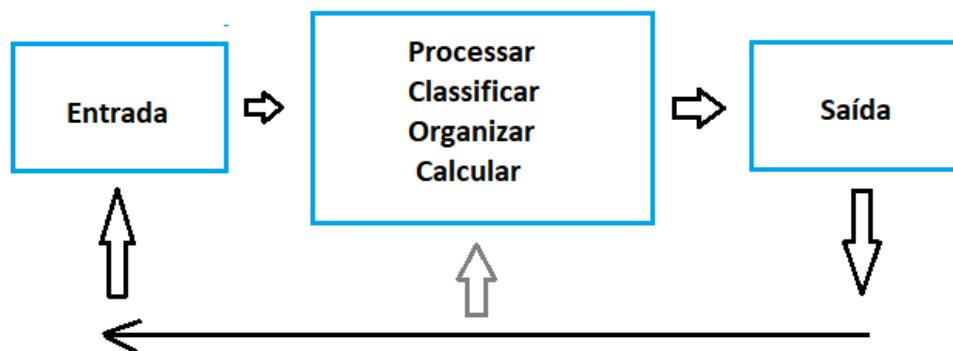 Entrada
Processar
Classificar
Organizar
Calcular
Saída